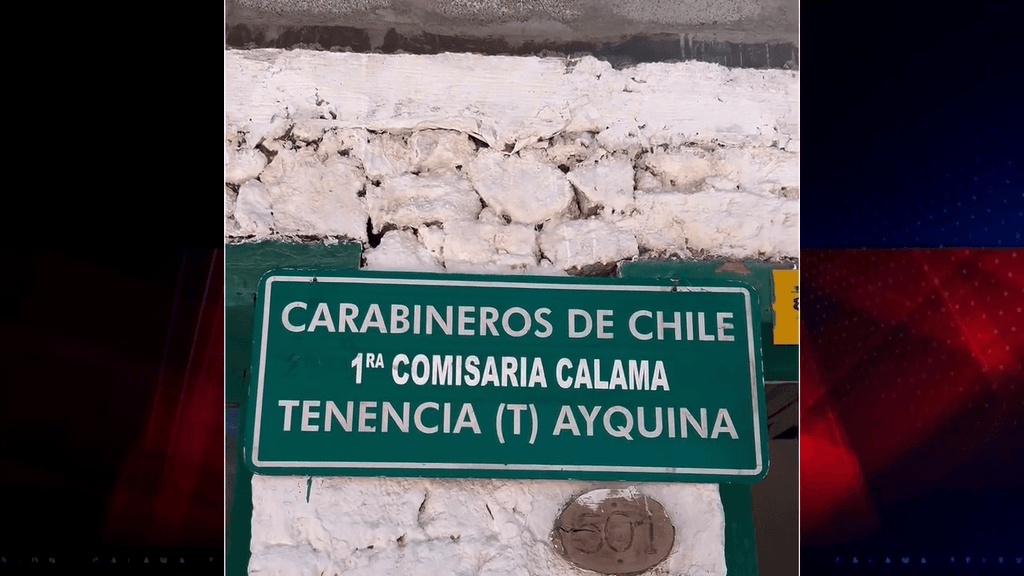 CARABINEROS DE CHILE
1RA COMISARIA CALAMA
TENENCIA (T) AYQUINA
501